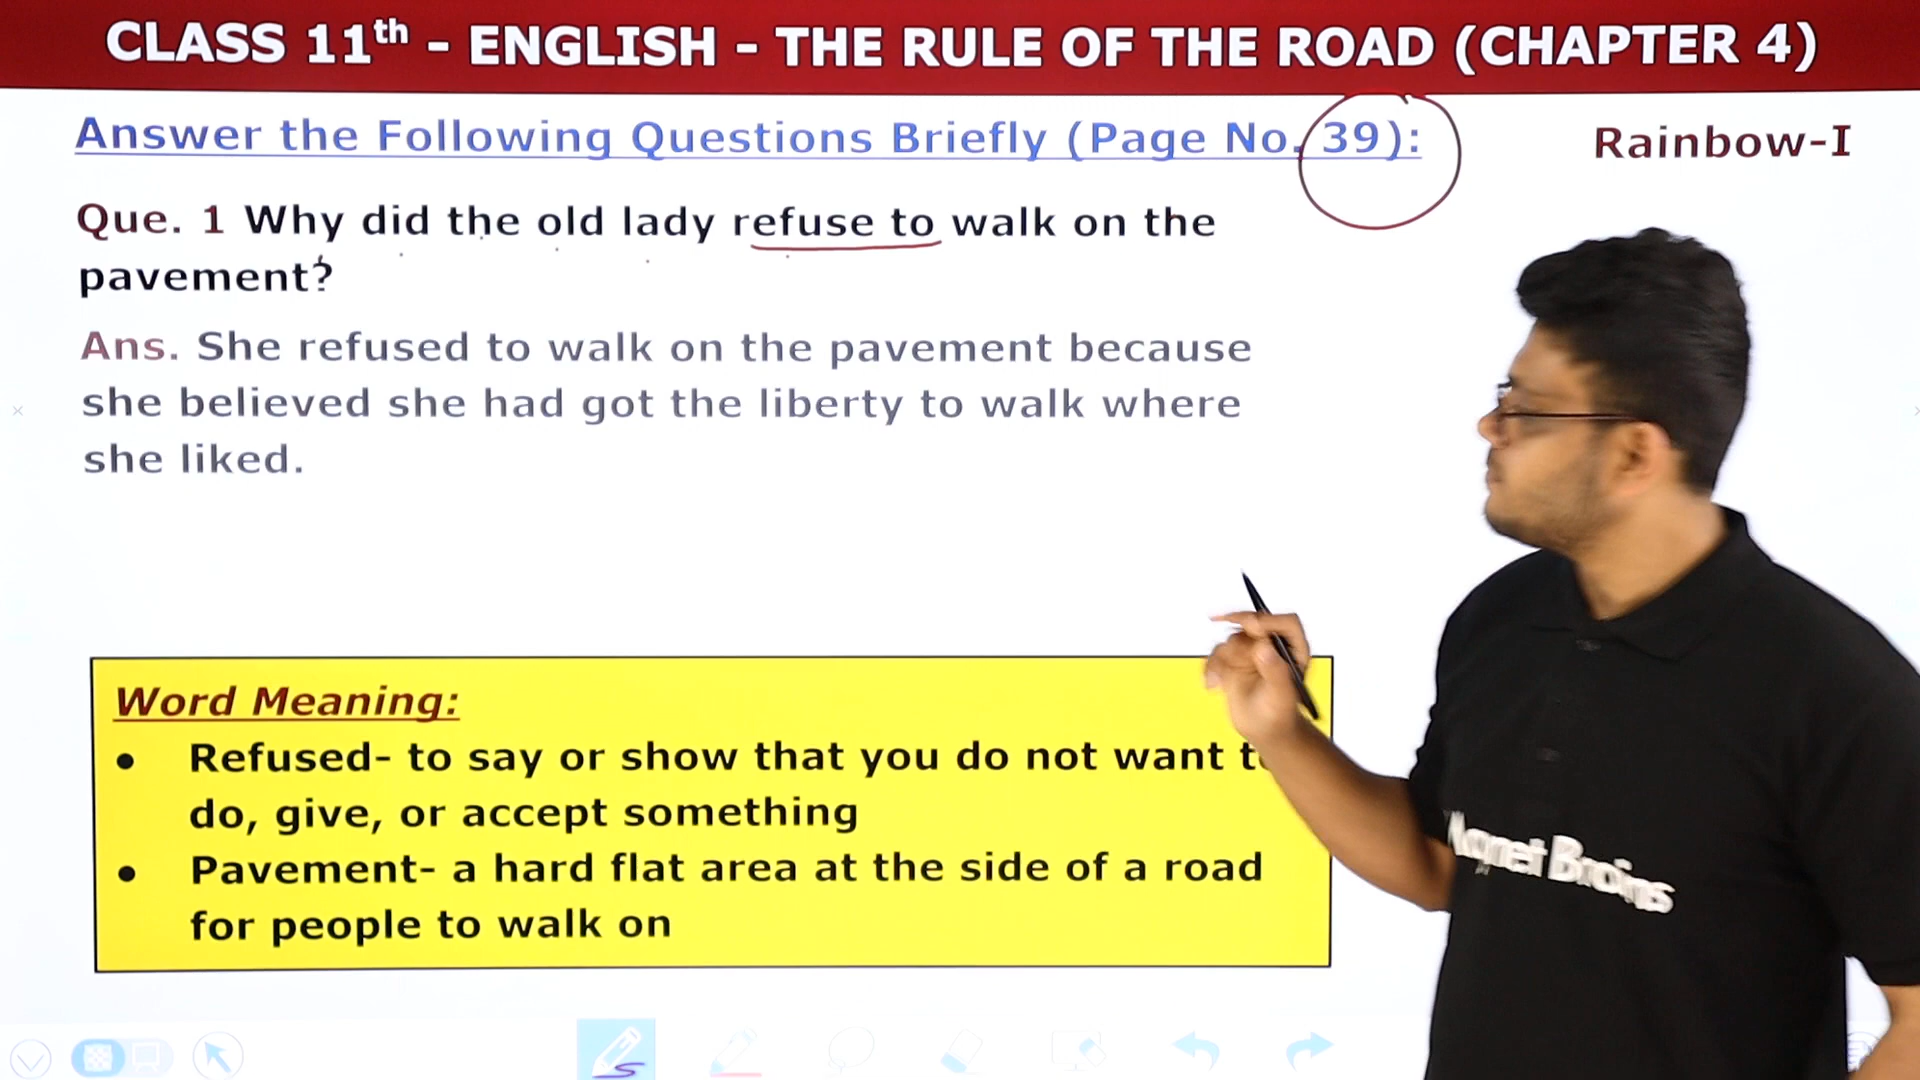 CLASS 11th - ENGLISH - THE RULE OF THE ROAD (CHAPTER 4)
Answer the Following Questions Briefly (Page No. 39):
Rainbow-I
Que. 1 Why did the old lady refuse to walk on the
pavement?
Ans. She refused to walk on the pavement because
she believed she had got the liberty to walk where
she liked.
Word Meaning:
• Refused- to say or show that you do not want
do, give, or accept something
• Pavement- a hard flat area at the side of a road
for people to walk on
Magnet Brains